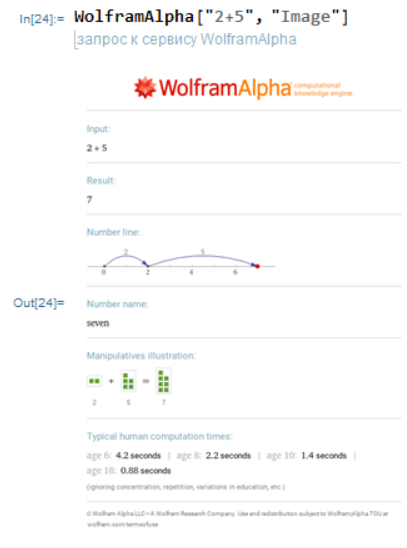 In[24]:= WolframAlpha["2+5", "Image"]
запрос к сервису WolframAlpha
WolframAlpha computational knowledge engine.
Input:
2 + 5
Result:
7
Number line:
2 5
0 2 4 6
Out[24]=
Number name:
seven
Manipulatives illustration:
+ =
2 5 7
Typical human computation times:
age 6: 4.2 seconds | age 8: 2.2 seconds | age 10: 1.4 seconds |
age 18: 0.88 seconds
(ignoring concentration, repetition, variations in education, etc.)
© Wolfram Alpha LLC—A Wolfram Research Company. Use and redistribution subject to Wolfram|Alpha TOU at
wolfram.com/termsofuse